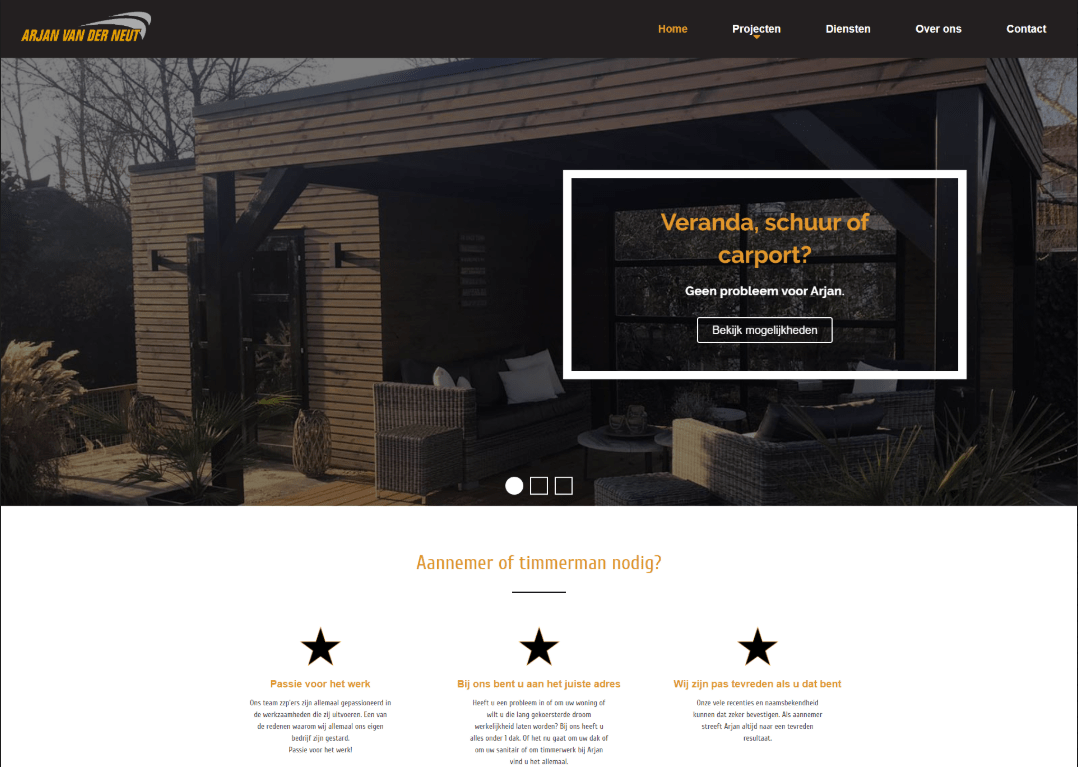 ARJAN VAN DER NEUT
Home Projecten Diensten Over ons Contact
Veranda, schuur of
carport?
Geen probleem voor Arjan.
Bekijk mogelijkheden
Aannemer of timmerman nodig?
Passie voor het werk
Ons team zzp'ers zijn allemaal gepassioneerd in
de werkzaamheden die zij uitvoeren. Een van
de redenen waarom wij allemaal ons eigen
bedrijf zijn gestard.
Passie voor het werk!
Bij ons bent u aan het juiste adres
Heeft u een probleem in of om uw woning of
wilt u die lang gekoersterde droom
werkelijkheid laten worden? Bij ons heeft u
alles onder 1 dak. Of het nu gaat om uw dak of
om uw sanitair of om timmerwerk bij Arjan
vind u het allemaal.
Wij zijn pas tevreden als u dat bent
Onze vele recenties en naamsbekendheid
kunnen dat zeker bevestigen. Als aannemer
streeft Arjan altijd naar een tevreden
resultaat.